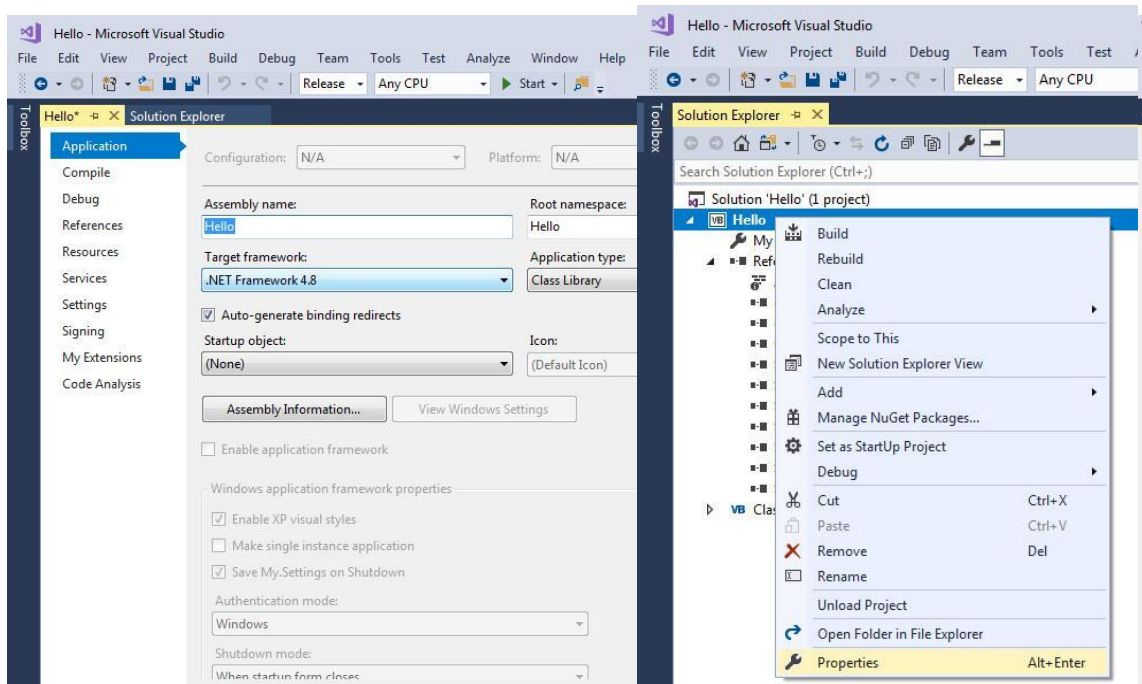 Hello - Microsoft Visual Studio
File Edit View Project Build Debug Team Tools Test Analyze Window Help
Release Any CPU Start
Toolbox
Hello* Solution Explorer
Application
Compile
Debug
References
Resources
Services
Settings
Signing
My Extensions
Code Analysis
Configuration: N/A Platform: N/A
Assembly name: Root namespace:
Hello Hello
Target framework: Application type:
.NET Framework 4.8 Class Library
Auto-generate binding redirects
Startup object: Icon:
(None) (Default Icon)
Assembly Information... View Windows Settings
Enable application framework
Windows application framework properties
Enable XP visual styles
Make single instance application
Save My.Settings on Shutdown
Authentication mode:
Windows
Shutdown mode:
When startup form closes
Hello - Microsoft Visual Studio
File Edit View Project Build Debug Team Tools Test
Release Any CPU
Toolbox
Solution Explorer
Search Solution Explorer (Ctrl+;)
Solution 'Hello' (1 project)
VB Hello
My
Refe
VB Clas
Build
Rebuild
Clean
Analyze
Scope to This
New Solution Explorer View
Add
Manage NuGet Packages...
Set as StartUp Project
Debug
Cut Ctrl+X
Paste Ctrl+V
Remove Del
Rename
Unload Project
Open Folder in File Explorer
Properties Alt+Enter